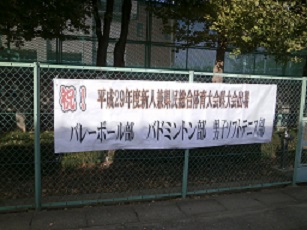 祝! 平成29年度新人兼県民総合体育大会県大会出場
バレーボール部 バドミントン部 男子ソフトテニス部